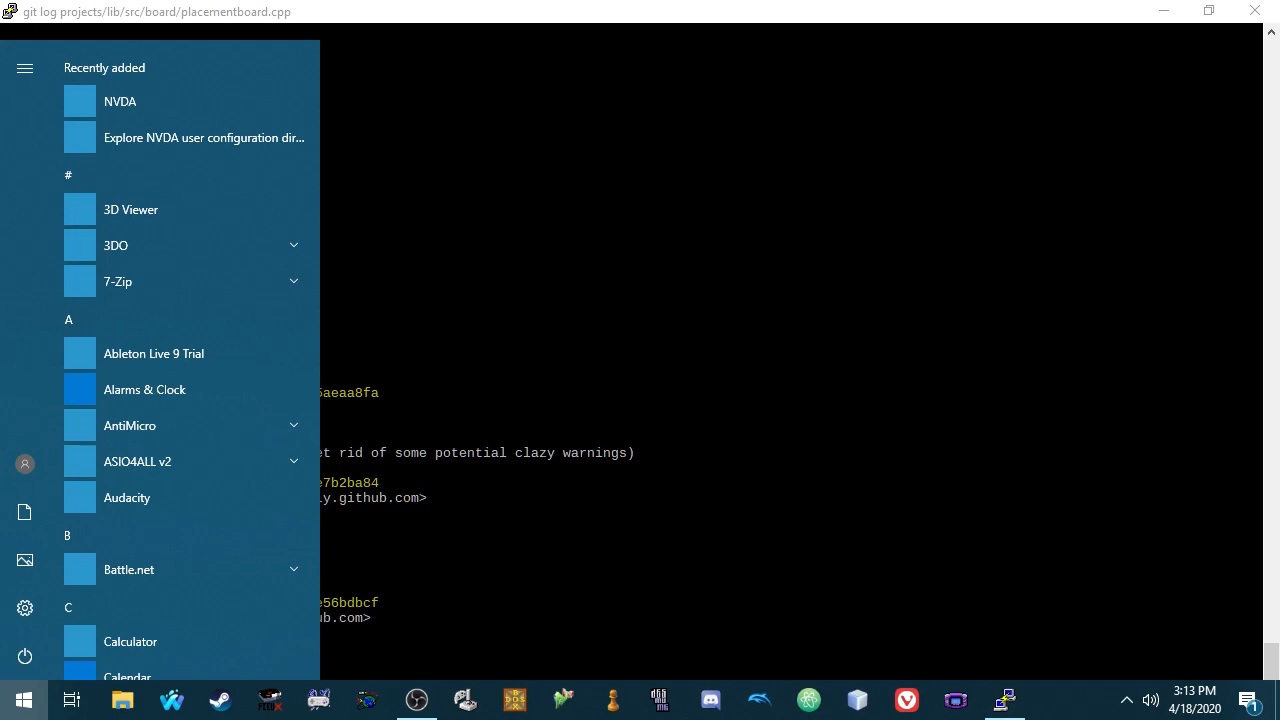 git log projects/lib/src/board/placementboard.cpp
Recently added
NVDA
Explore NVDA user configuration dir...
#
3D Viewer
3DO
7-Zip
A
Ableton Live 9 Trial
Alarms & Clock
AntiMicro
ASIO4ALL v2
Audacity
B
Battle.net
C
Calculator
Calendar
5aeaa8fa
et rid of some potential clazy warnings)
e7b2ba84
ly.github.com>
e56bdbcf
ub.com>
3:13 PM
4/18/2020
1